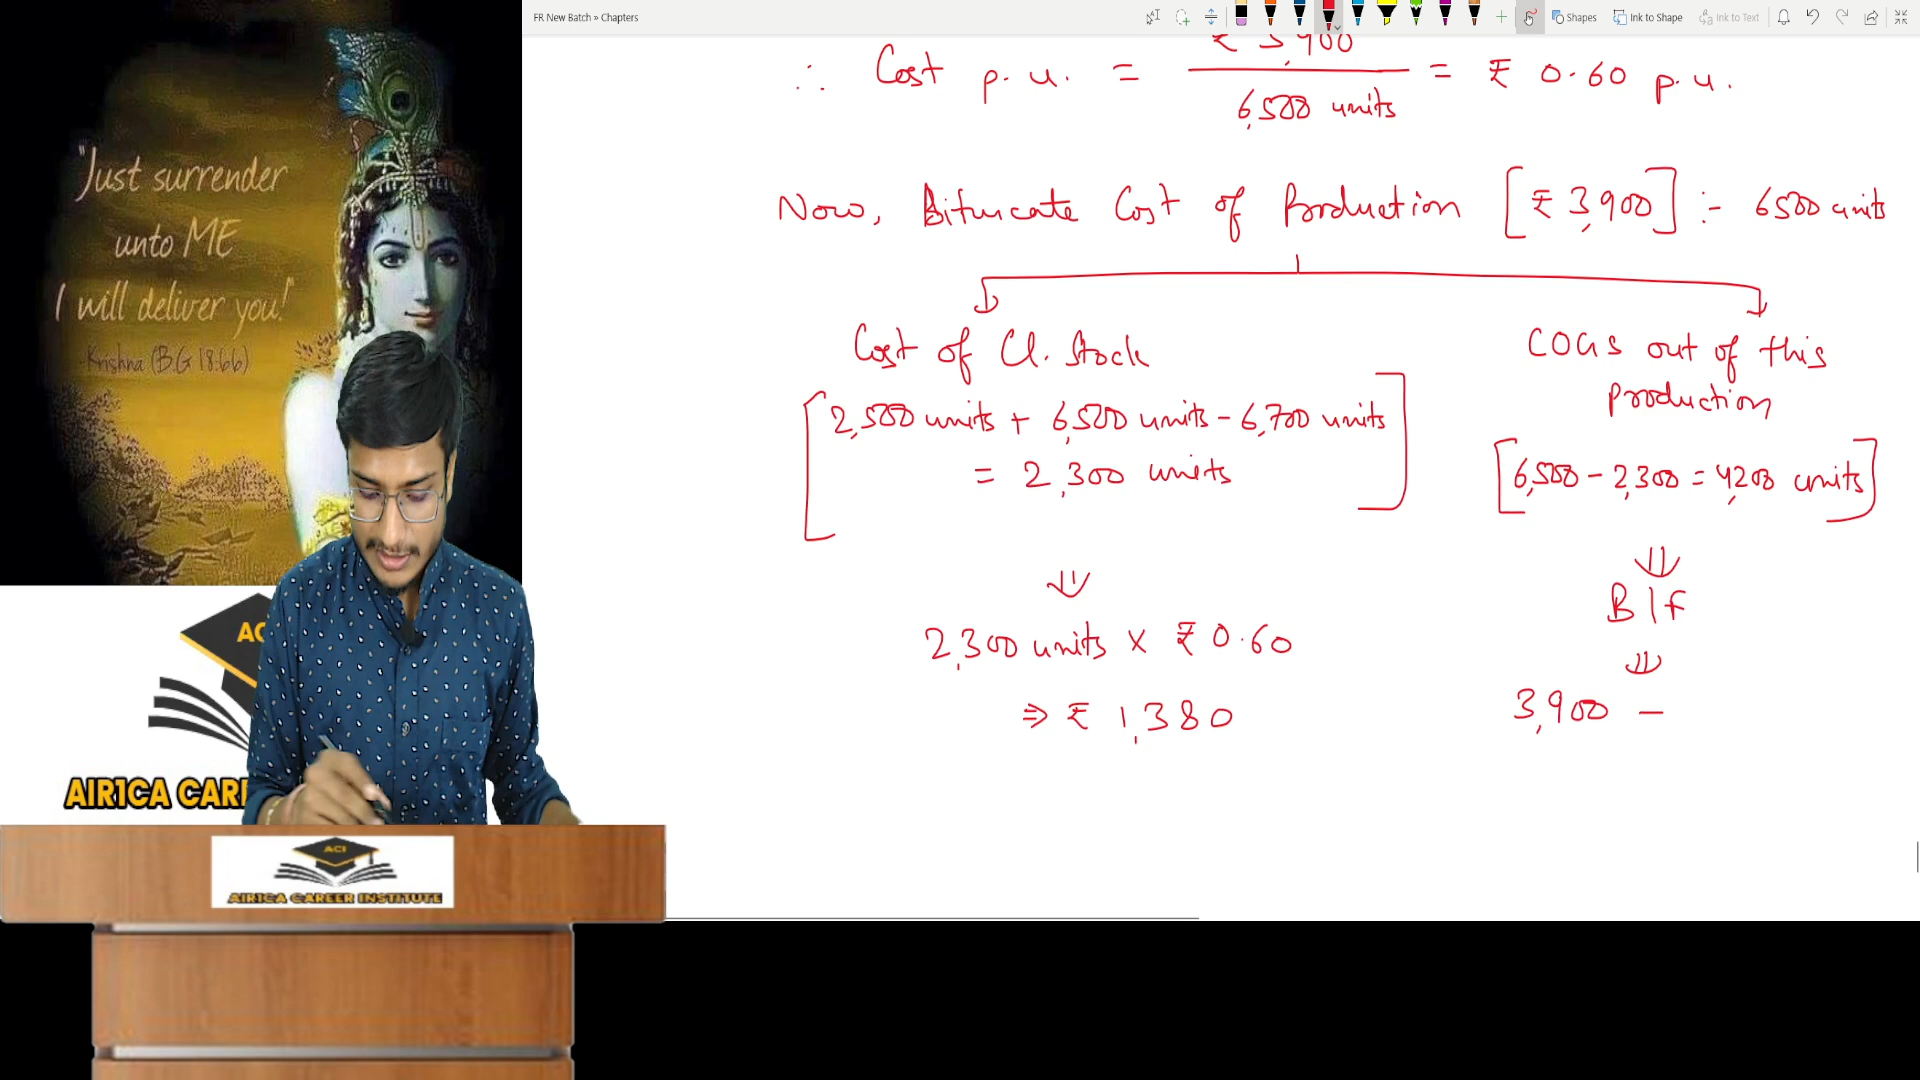 FR New Batch » Chapters
Shapes
Ink to Shape
Ink to Text
₹ 3,900
∴ Cost p.u. = ――― = ₹ 0.60 p.u.
6,500 units
Now, Bifurcate Cost of Production [₹ 3,900] :- 6500 units
Cost of Cl. Stock
COGS out of this
production
[2,500 units + 6,500 units - 6,700 units
= 2,300 units]
[6,500 - 2,300 = 4,200 units]
⇓
⇓
B/f
2,300 units × ₹ 0.60
⇓
⇒ ₹ 1,380
3,900 -
"Just surrender
unto ME
I will deliver you!"
Krishna (B.G 18:66)
AC
AIR1CA CARE
ACI
AIR1CA CAREER INSTITUTE